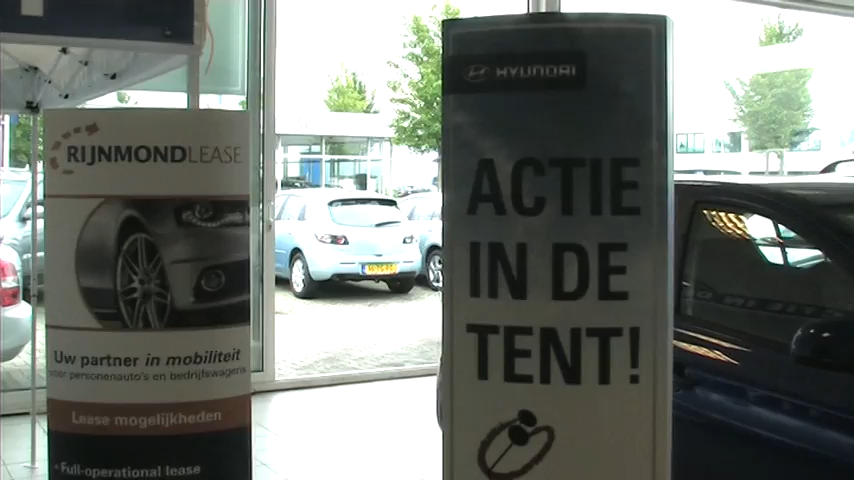 RIJNMONDLEASE
Uw partner in mobiliteit
voor personenauto's en bedrijfswagens
Lease mogelijkheden
• Full-operational lease
HYUNDAI
ACTIE
IN DE
TENT!